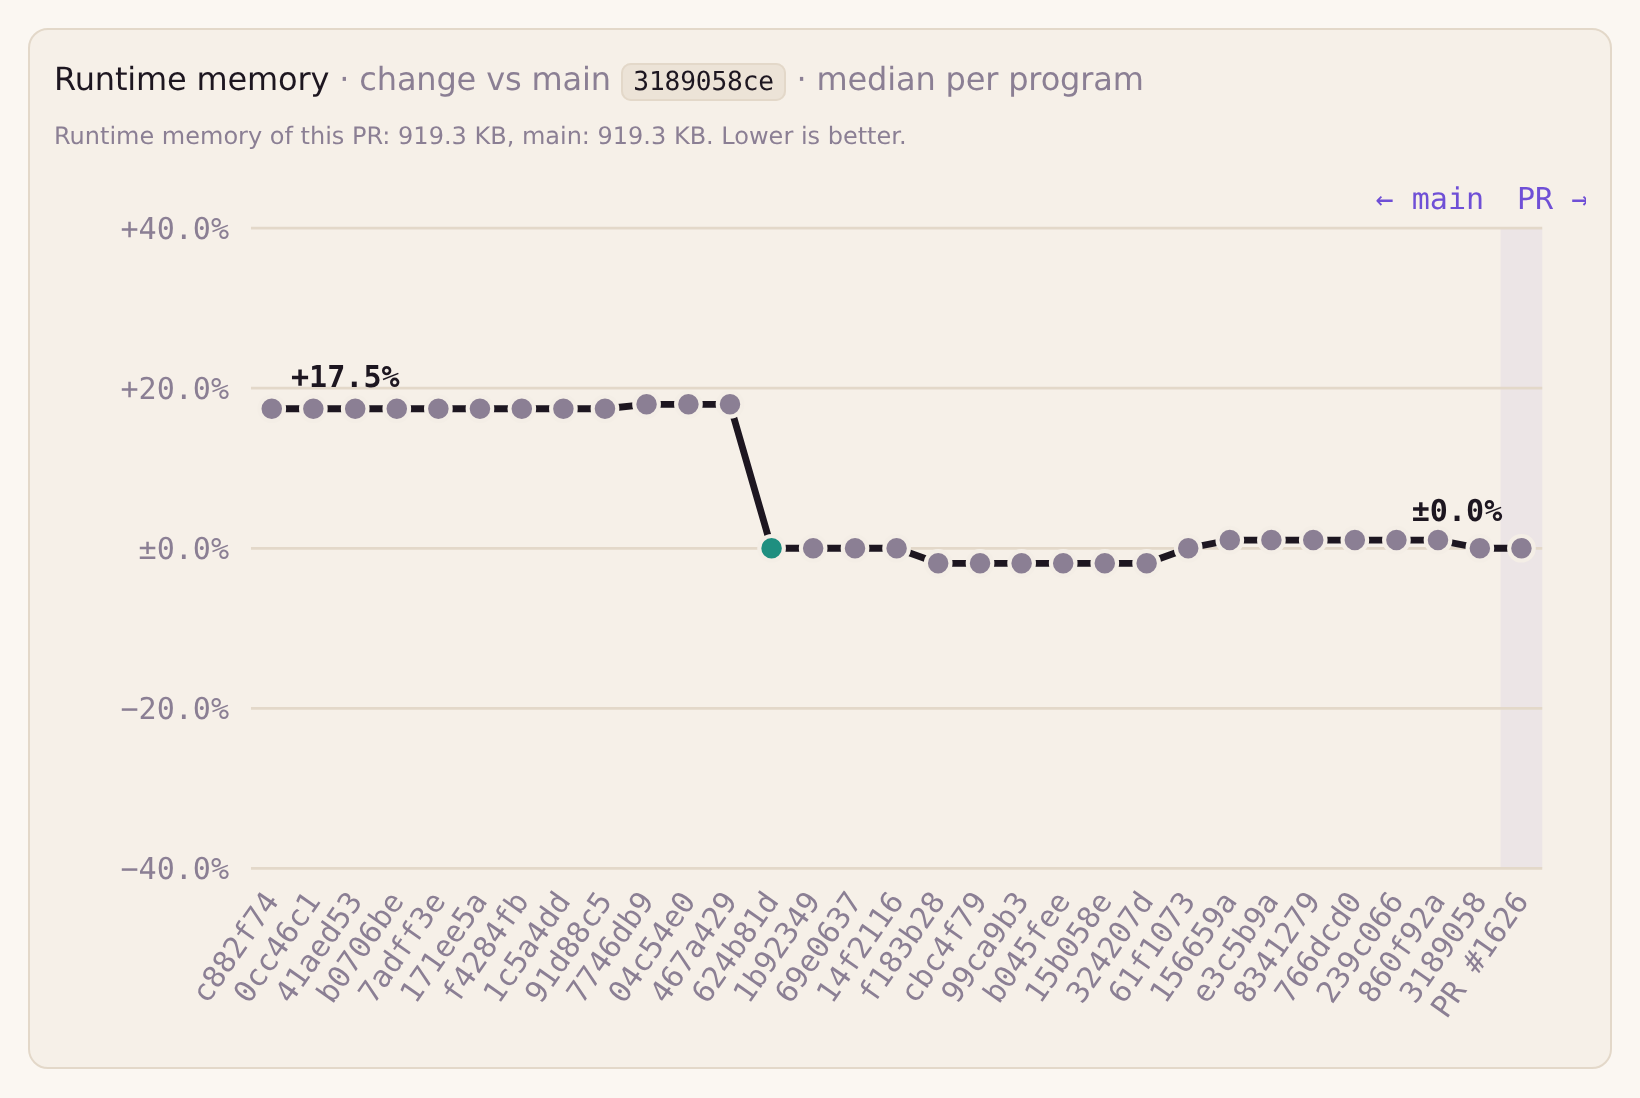 Runtime memory · change vs main 3189058ce · median per program
Runtime memory of this PR: 919.3 KB, main: 919.3 KB. Lower is better.
← main PR →
+40.0%
+20.0%
±0.0%
−20.0%
−40.0%
+17.5%
±0.0%
c882f74
0cc46c1
41aed53
b0706be
7adff3e
171ee5a
f4284fb
1c5a4dd
91d88c5
7746db9
04c54e0
467a429
624b81d
1b92349
69e0637
14f2116
f183b28
cbc4f79
99ca9b3
b045fee
15b058e
324207d
61f1073
156659a
e3c5b9a
8341279
766dcd0
239c066
860f92a
3189058
PR #1626